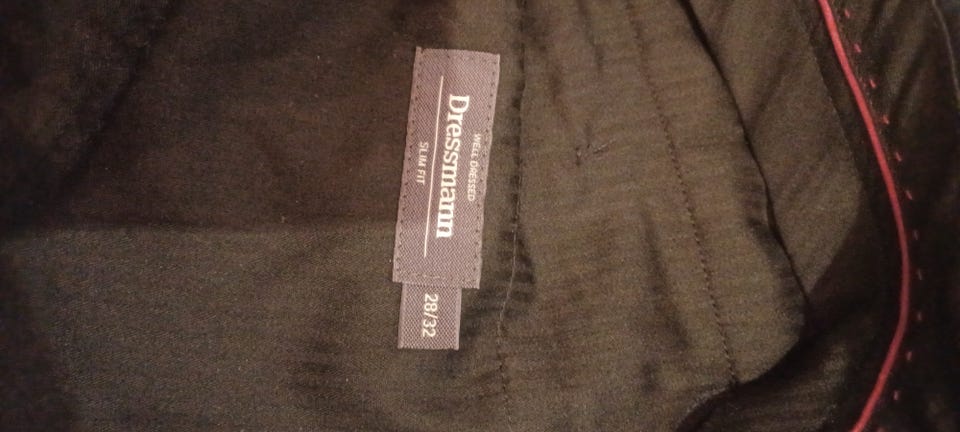 WELL DRESSED
Dressmann
SLIM FIT
28/32